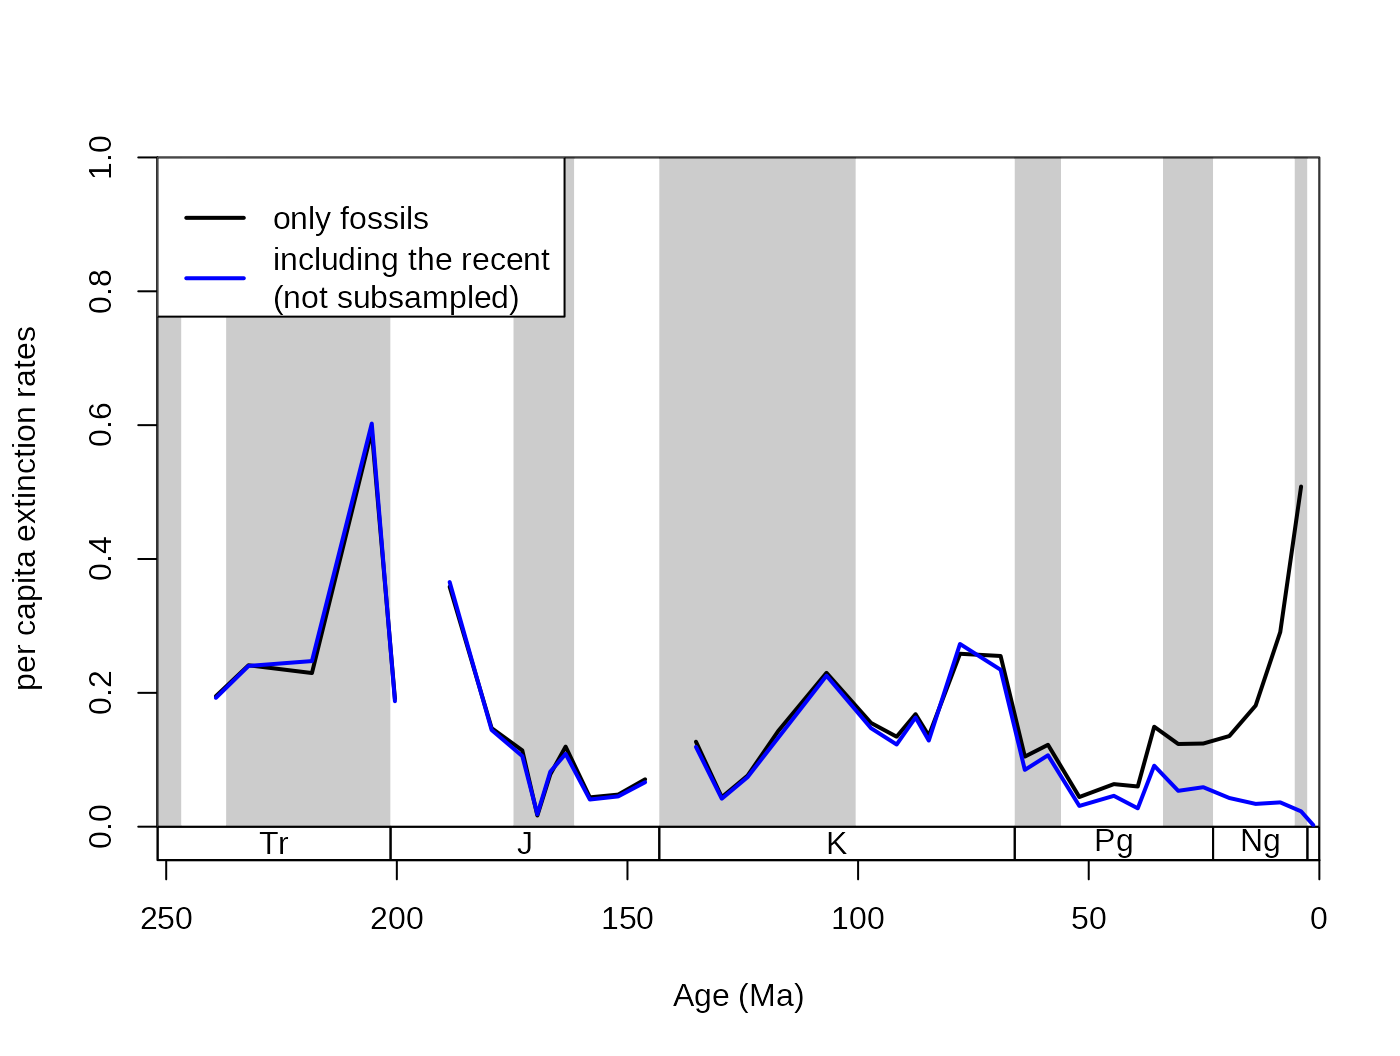 only fossils
including the recent
(not subsampled)
per capita extinction rates
1.0
0.8
0.6
0.4
0.2
0.0
Tr J K Pg Ng
250 200 150 100 50 0
Age (Ma)